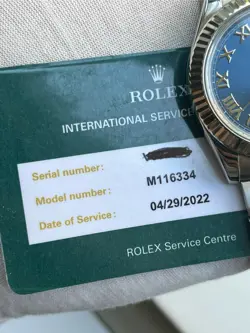 ROLEX
INTERNATIONAL SERVICE
Serial number:
Model number: M116334
Date of Service: 04/29/2022
ROLEX Service Centre